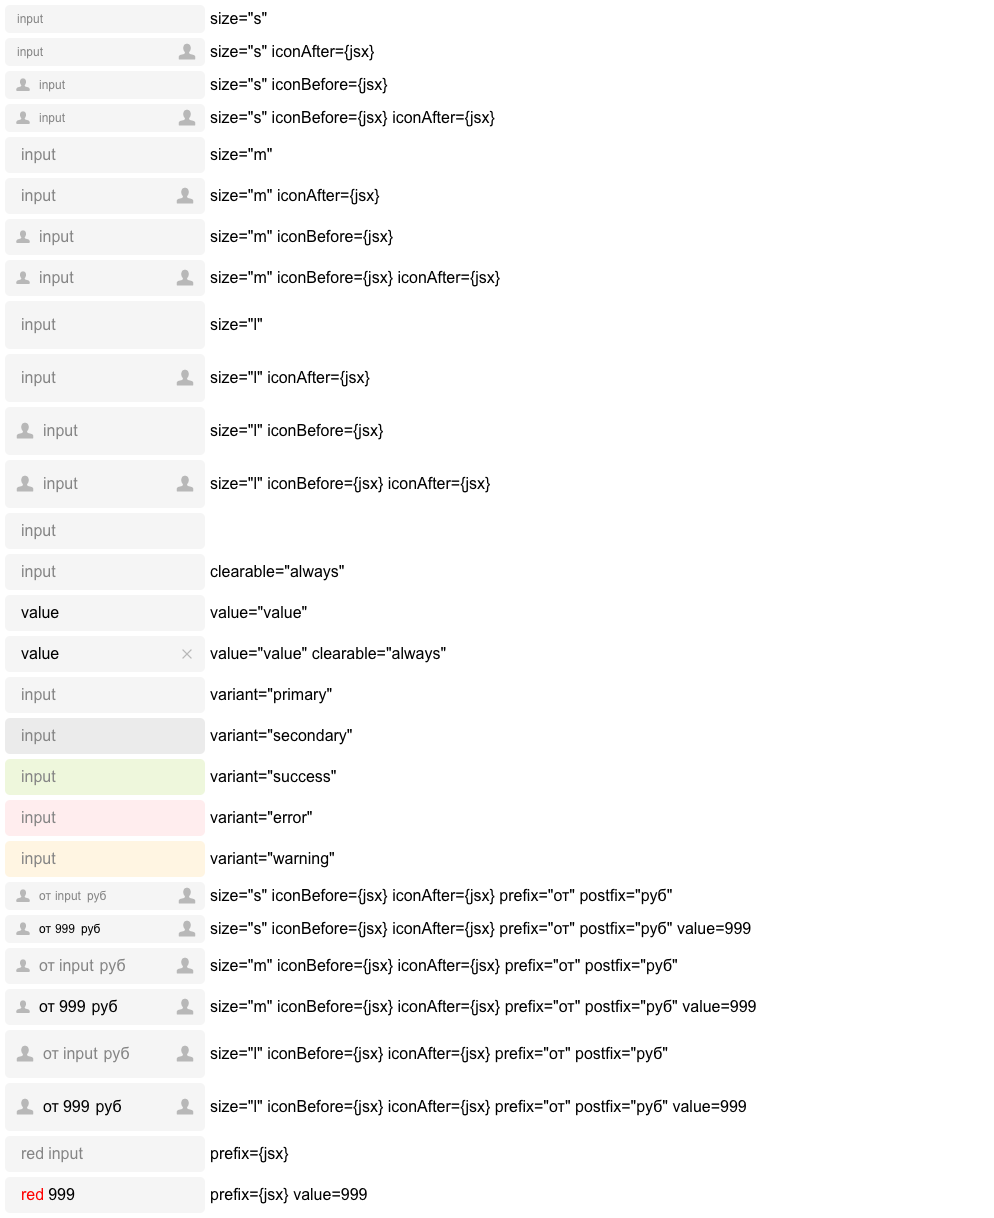 input size="s"
input size="s" iconAfter={jsx}
input size="s" iconBefore={jsx}
input size="s" iconBefore={jsx} iconAfter={jsx}
input size="m"
input size="m" iconAfter={jsx}
input size="m" iconBefore={jsx}
input size="m" iconBefore={jsx} iconAfter={jsx}
input size="l"
input size="l" iconAfter={jsx}
input size="l" iconBefore={jsx}
input size="l" iconBefore={jsx} iconAfter={jsx}
input
input clearable="always"
value value="value"
value value="value" clearable="always"
input variant="primary"
input variant="secondary"
input variant="success"
input variant="error"
input variant="warning"
от input руб size="s" iconBefore={jsx} iconAfter={jsx} prefix="от" postfix="руб"
от 999 руб size="s" iconBefore={jsx} iconAfter={jsx} prefix="от" postfix="руб" value=999
от input руб size="m" iconBefore={jsx} iconAfter={jsx} prefix="от" postfix="руб"
от 999 руб size="m" iconBefore={jsx} iconAfter={jsx} prefix="от" postfix="руб" value=999
от input руб size="l" iconBefore={jsx} iconAfter={jsx} prefix="от" postfix="руб"
от 999 руб size="l" iconBefore={jsx} iconAfter={jsx} prefix="от" postfix="руб" value=999
red input prefix={jsx}
red 999 prefix={jsx} value=999